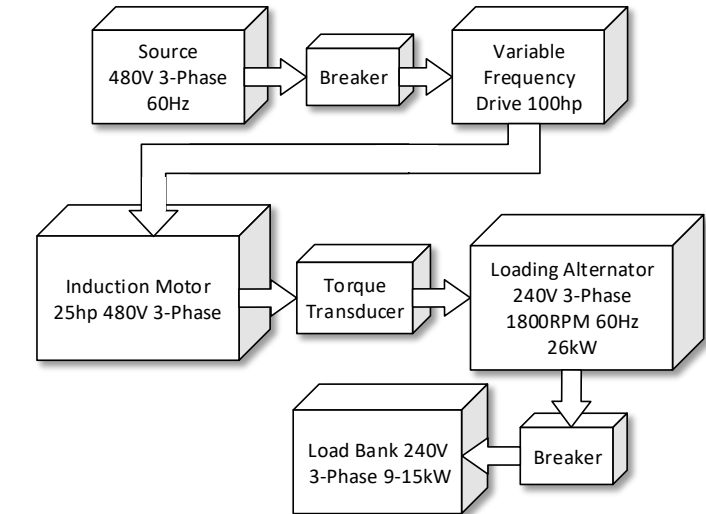 Source
480V 3-Phase
60Hz
Breaker
Variable
Frequency
Drive 100hp
Induction Motor
25hp 480V 3-Phase
Torque
Transducer
Loading Alternator
240V 3-Phase
1800RPM 60Hz
26kW
Load Bank 240V
3-Phase 9-15kW
Breaker